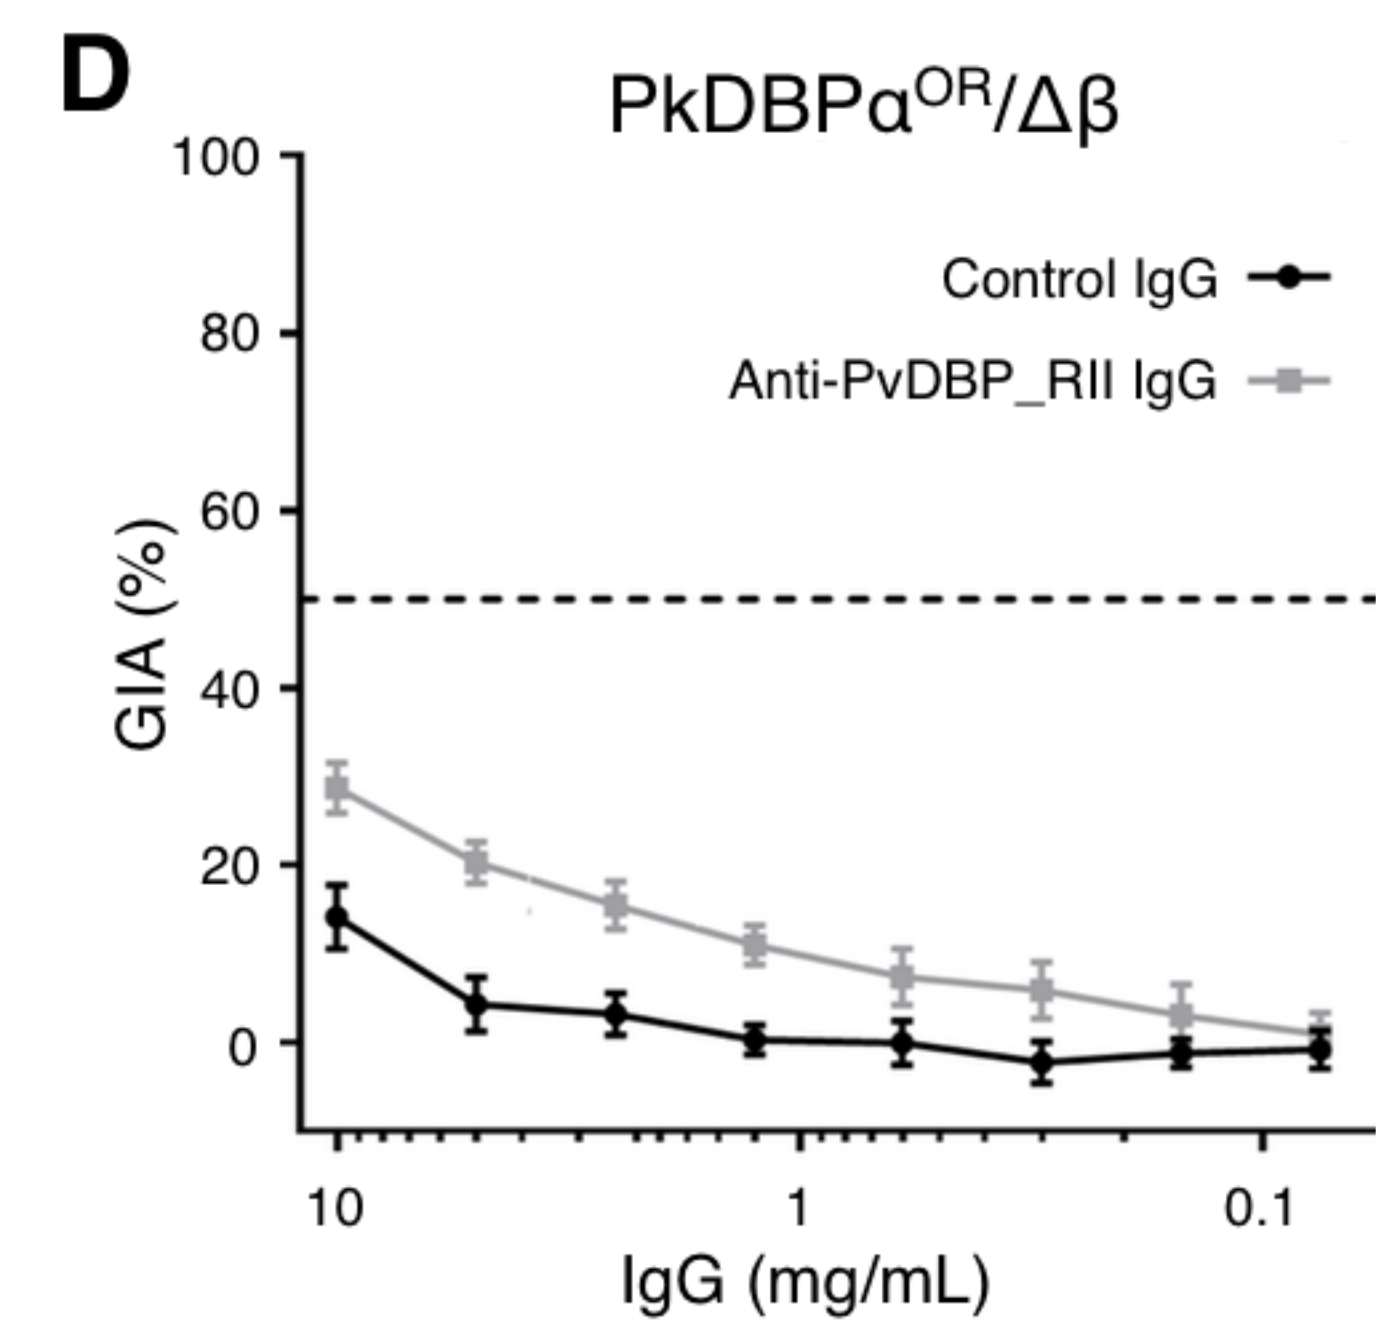 D
PkDBPα^OR/Δβ
100
Control IgG
80
Anti-PvDBP_RII IgG
60
GIA (%)
40
20
0
10 1 0.1
IgG (mg/mL)